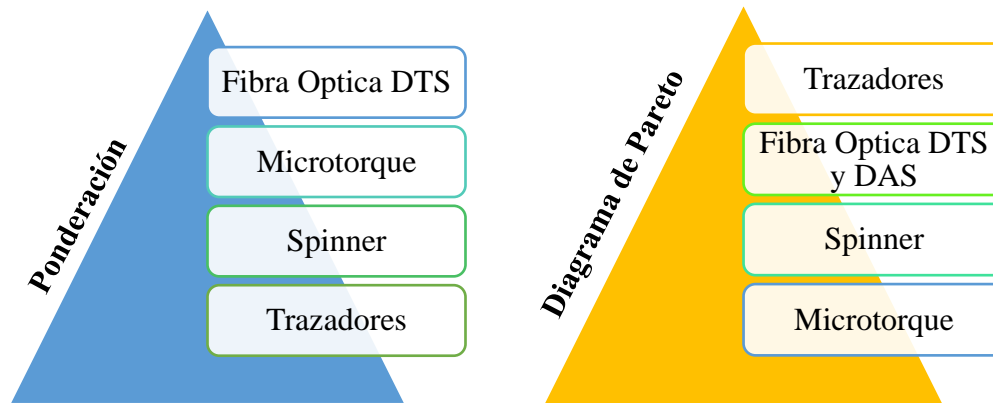 Ponderación
Fibra Optica DTS
Microtorque
Spinner
Trazadores
Diagrama de Pareto
Trazadores
Fibra Optica DTS
y DAS
Spinner
Microtorque